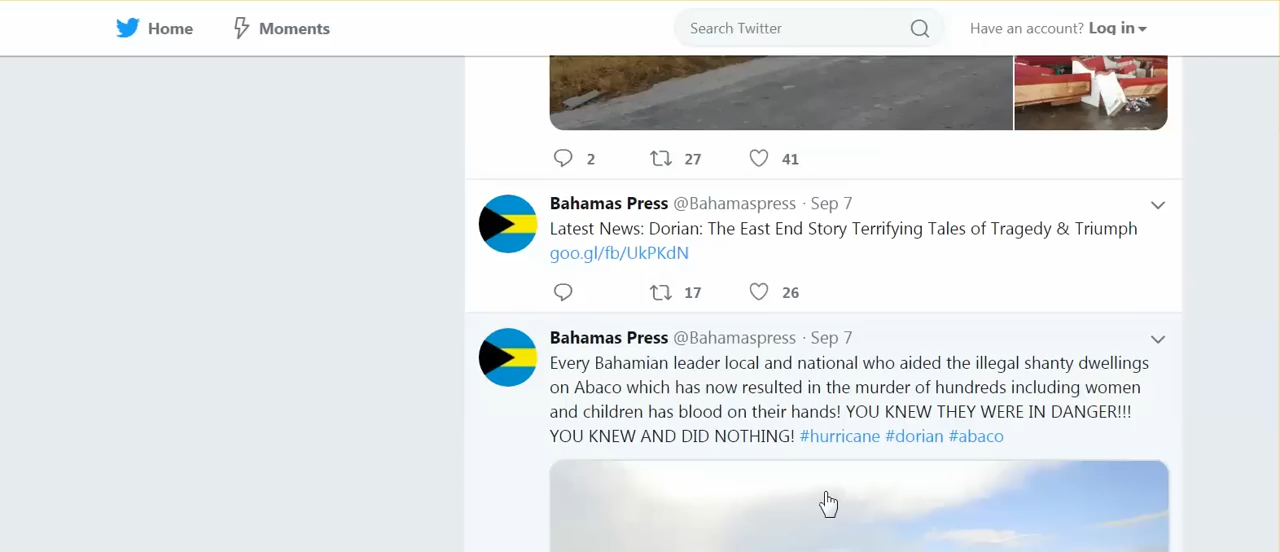 Home Moments Search Twitter Have an account? Log in
2 27 41
Bahamas Press @Bahamaspress · Sep 7
Latest News: Dorian: The East End Story Terrifying Tales of Tragedy & Triumph
goo.gl/fb/UkPKdN
17 26
Bahamas Press @Bahamaspress · Sep 7
Every Bahamian leader local and national who aided the illegal shanty dwellings
on Abaco which has now resulted in the murder of hundreds including women
and children has blood on their hands! YOU KNEW THEY WERE IN DANGER!!!
YOU KNEW AND DID NOTHING! #hurricane #dorian #abaco